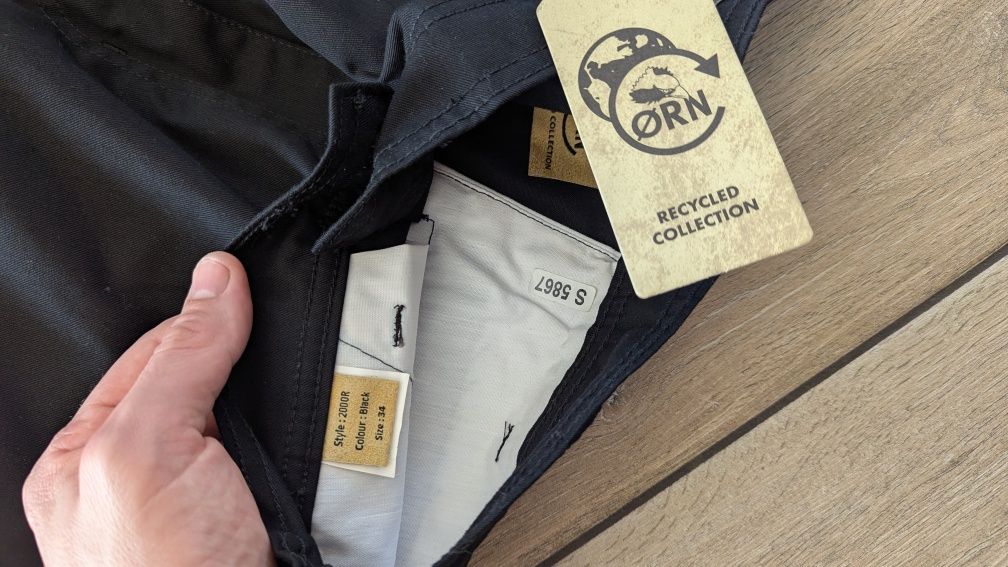 ØRN
RECYCLED
COLLECTION
COLLECTION
S 5867
Style : 2000R
Colour : Black
Size : 34